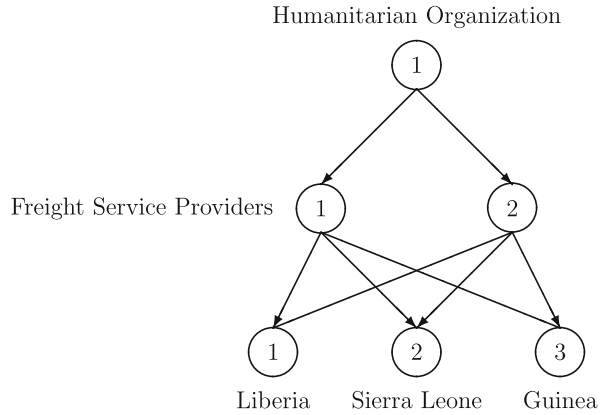 Humanitarian Organization
1
Freight Service Providers
1
2
1
2
3
Liberia
Sierra Leone
Guinea